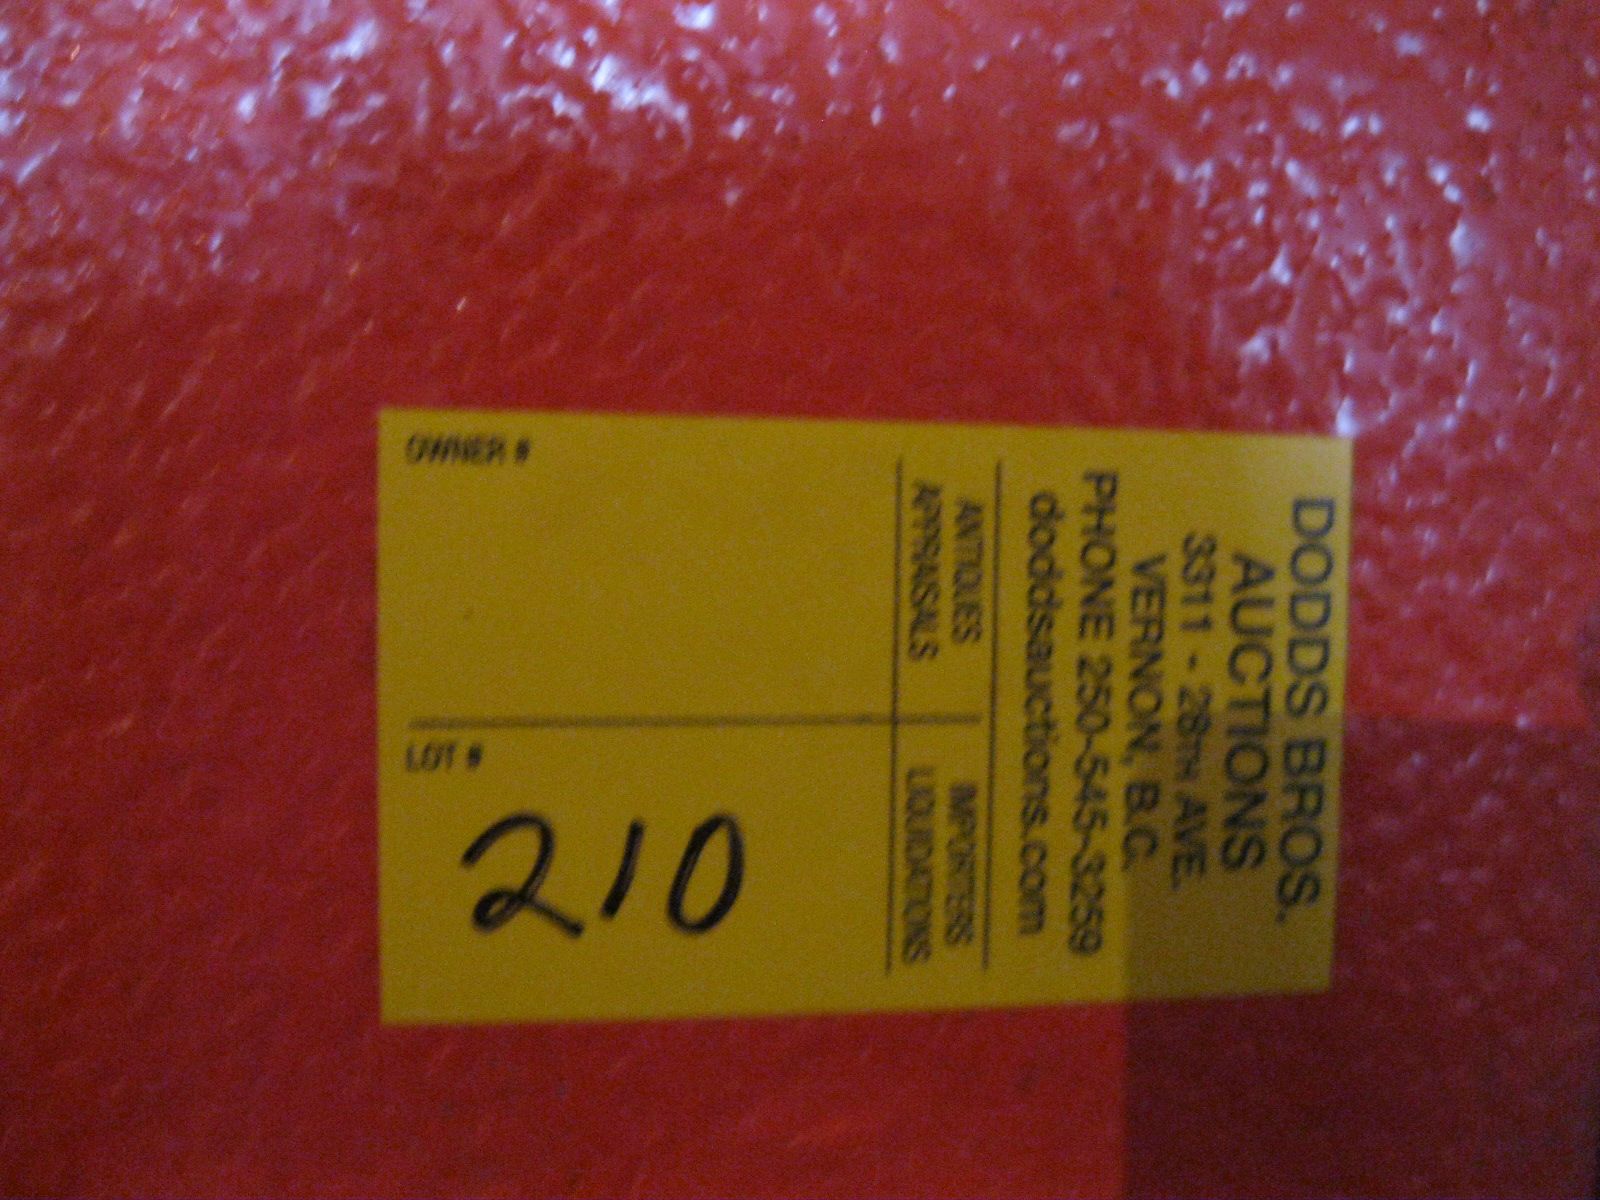 DODDS BROS.
AUCTIONS
3311 - 28TH AVE.
VERNON, B.C.
PHONE 250-545-3259
doddsauctions.com
ANTIQUES IMPORTERS
APPRAISALS LIQUIDATIONS
OWNER #
LOT #
210